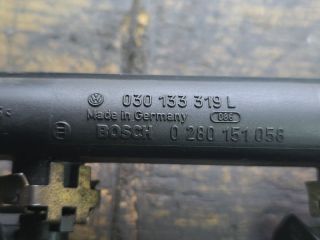 030 133 319 L
Made in Germany 086
BOSCH 0 280 151 058